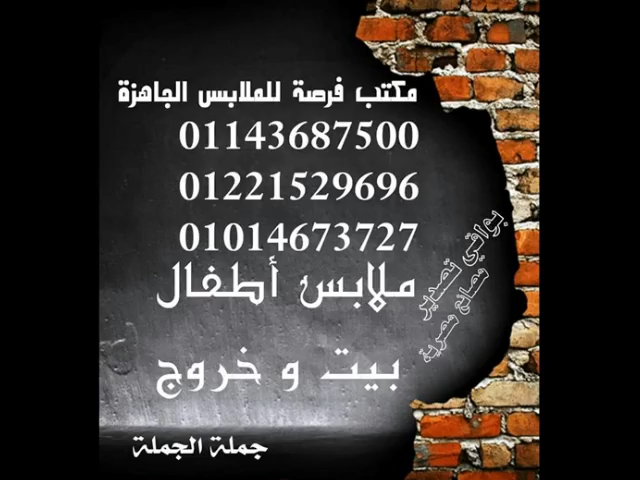 مكتب فرصة للملابس الجاهزة
01143687500
01221529696
01014673727
ملابس أطفال
بيت و خروج
جملة الجملة
بواقي تصدير
مصانع مصرية